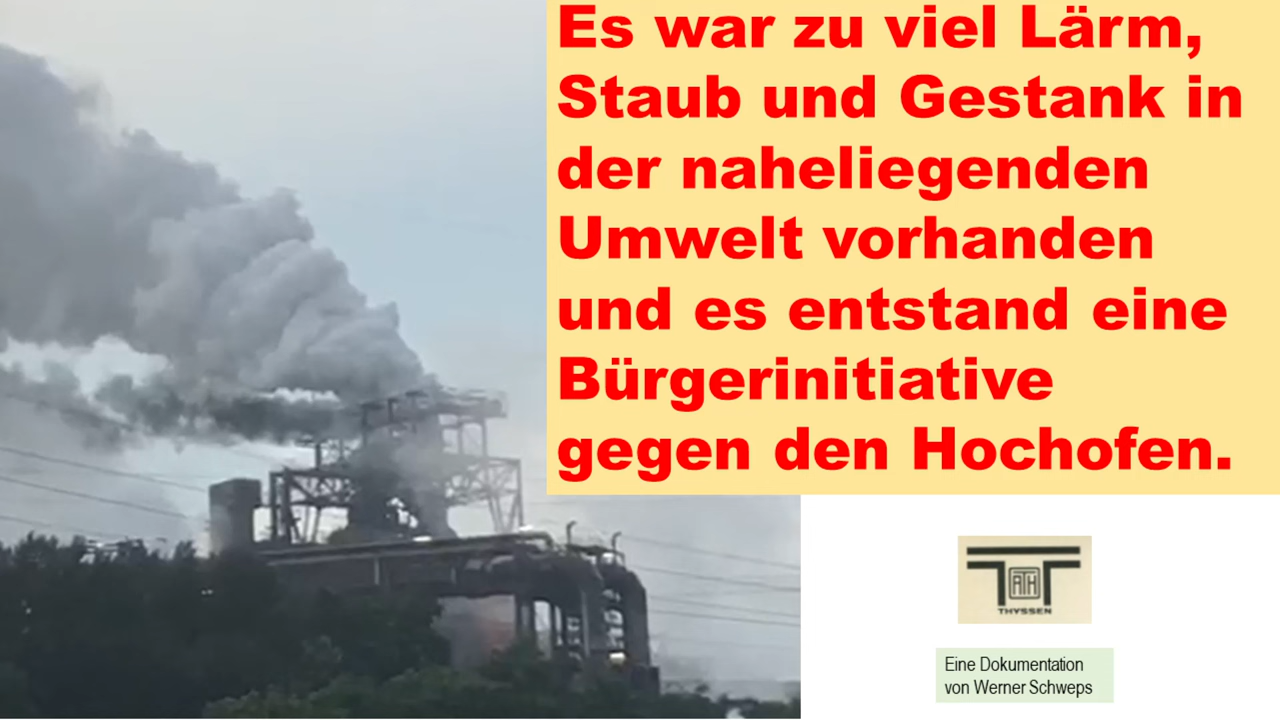 Es war zu viel Lärm,
Staub und Gestank in
der naheliegenden
Umwelt vorhanden
und es entstand eine
Bürgerinitiative
gegen den Hochofen.
ATH
THYSSEN
Eine Dokumentation
von Werner Schweps